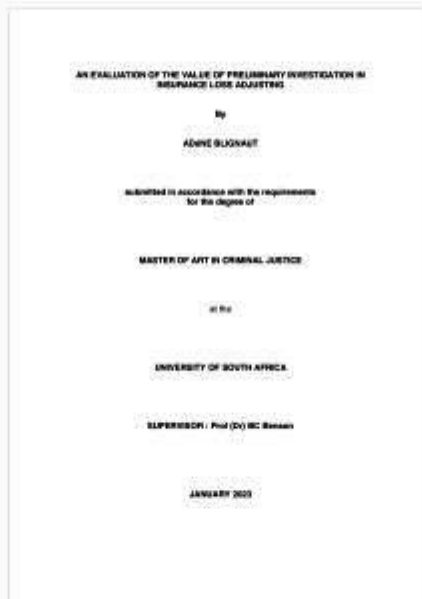 AN EVALUATION OF THE VALUE OF PRELIMINARY INVESTIGATION IN
INSURANCE LOSS ADJUSTING
By
ADINE BLIGNAUT
submitted in accordance with the requirements
for the degree of
MASTER OF ART IN CRIMINAL JUSTICE
at the
UNIVERSITY OF SOUTH AFRICA
SUPERVISOR: Prof (Dr) BC Benson
JANUARY 2023